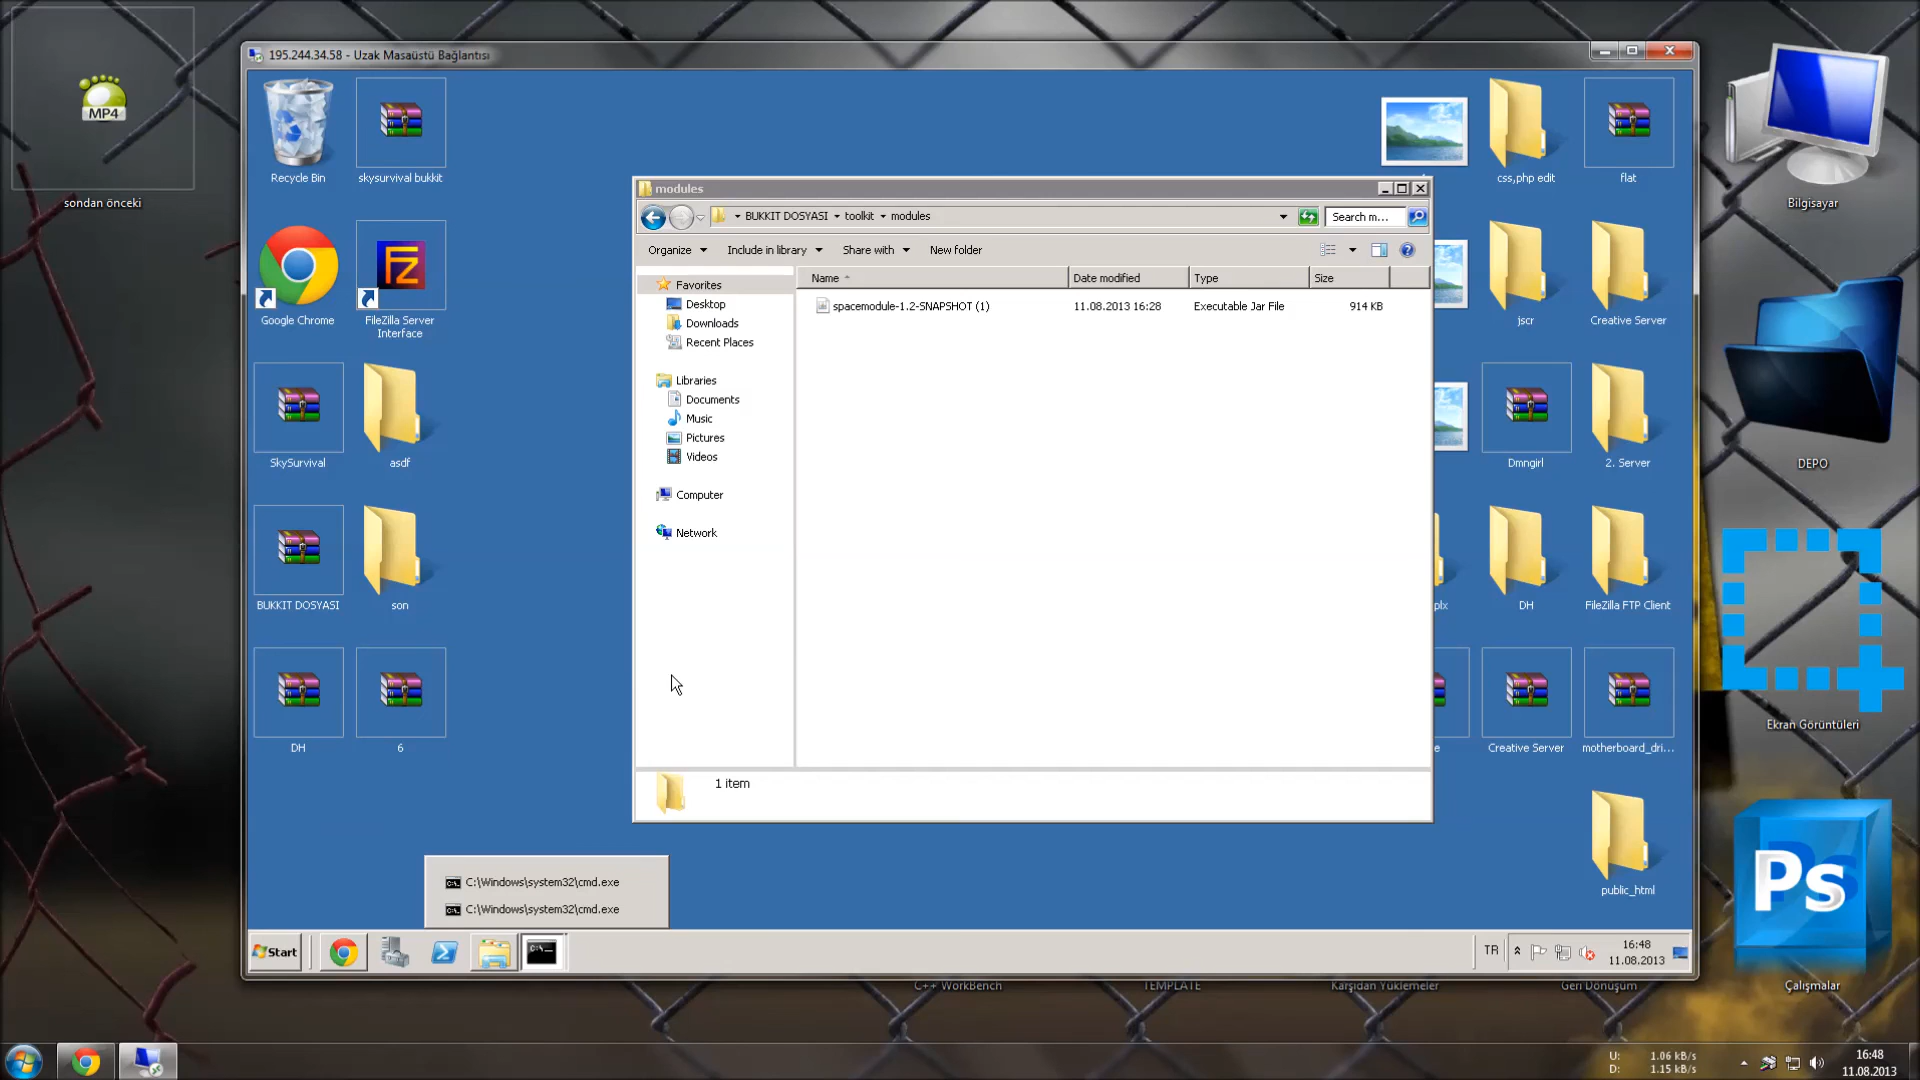 195.244.34.58 - Uzak Masaüstü Bağlantısı
MP4
sondan önceki
Recycle Bin
skysurvival bukkit
css,php edit
flat
Bilgisayar
modules
BUKKIT DOSYASI
toolkit
modules
Search m...
Organize
Include in library
Share with
New folder
Name
Date modified
Type
Size
Favorites
Desktop
Downloads
Recent Places
spacemodule-1.2-SNAPSHOT (1)
11.08.2013 16:28
Executable Jar File
914 KB
Google Chrome
FZ
FileZilla Server
Interface
jscr
Creative Server
Libraries
Documents
Music
Pictures
Videos
Computer
Network
SkySurvival
asdf
Dmngirl
2. Server
DEPO
BUKKIT DOSYASI
son
plx
DH
FileZilla FTP Client
DH
6
e
Creative Server
motherboard_dri...
Ekran Görüntüleri
1 item
C:\Windows\system32\cmd.exe
C:\Windows\system32\cmd.exe
public_html
Ps
Start
TR
16:48
11.08.2013
C++ WorkBench
TEMPLATE
Karşıdan Yüklemeler
Geri Dönüşüm
Çalışmalar
U: 1.06 kB/s
D: 1.15 kB/s
16:48
11.08.2013